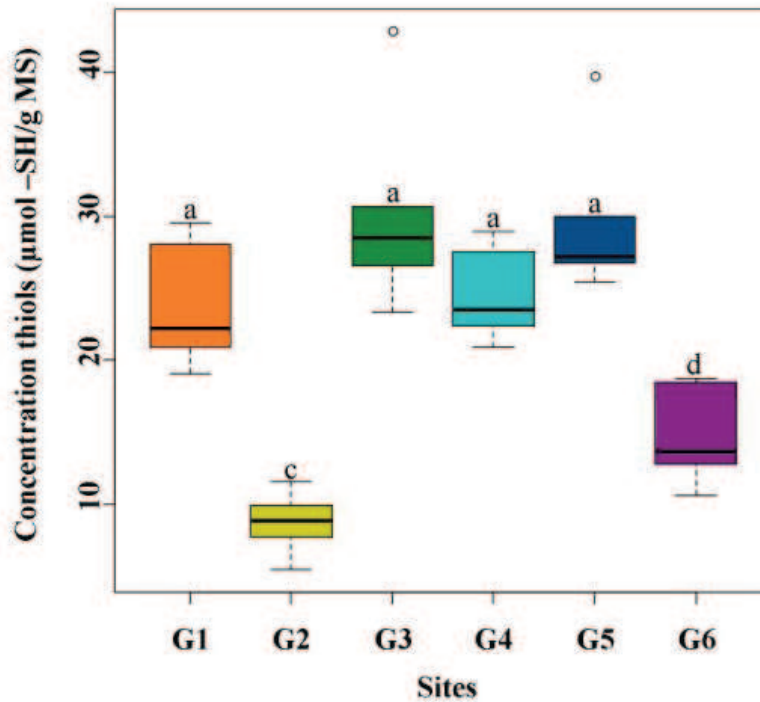 Concentration thiols (µmol –SH/g MS)
40
30
20
10
a
c
a
a
a
d
G1 G2 G3 G4 G5 G6
Sites